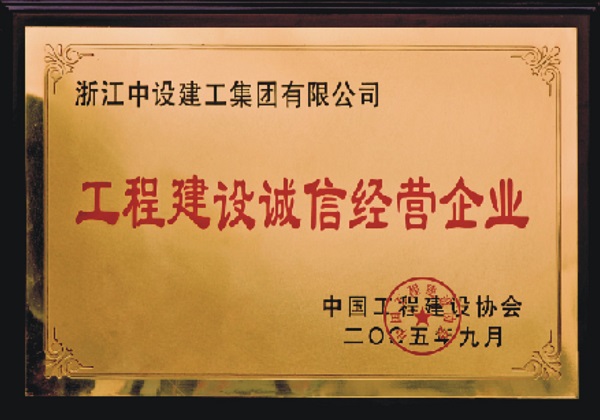 浙江中设建工集团有限公司
工程建设诚信经营企业
中国工程建设协会
二〇〇五年九月